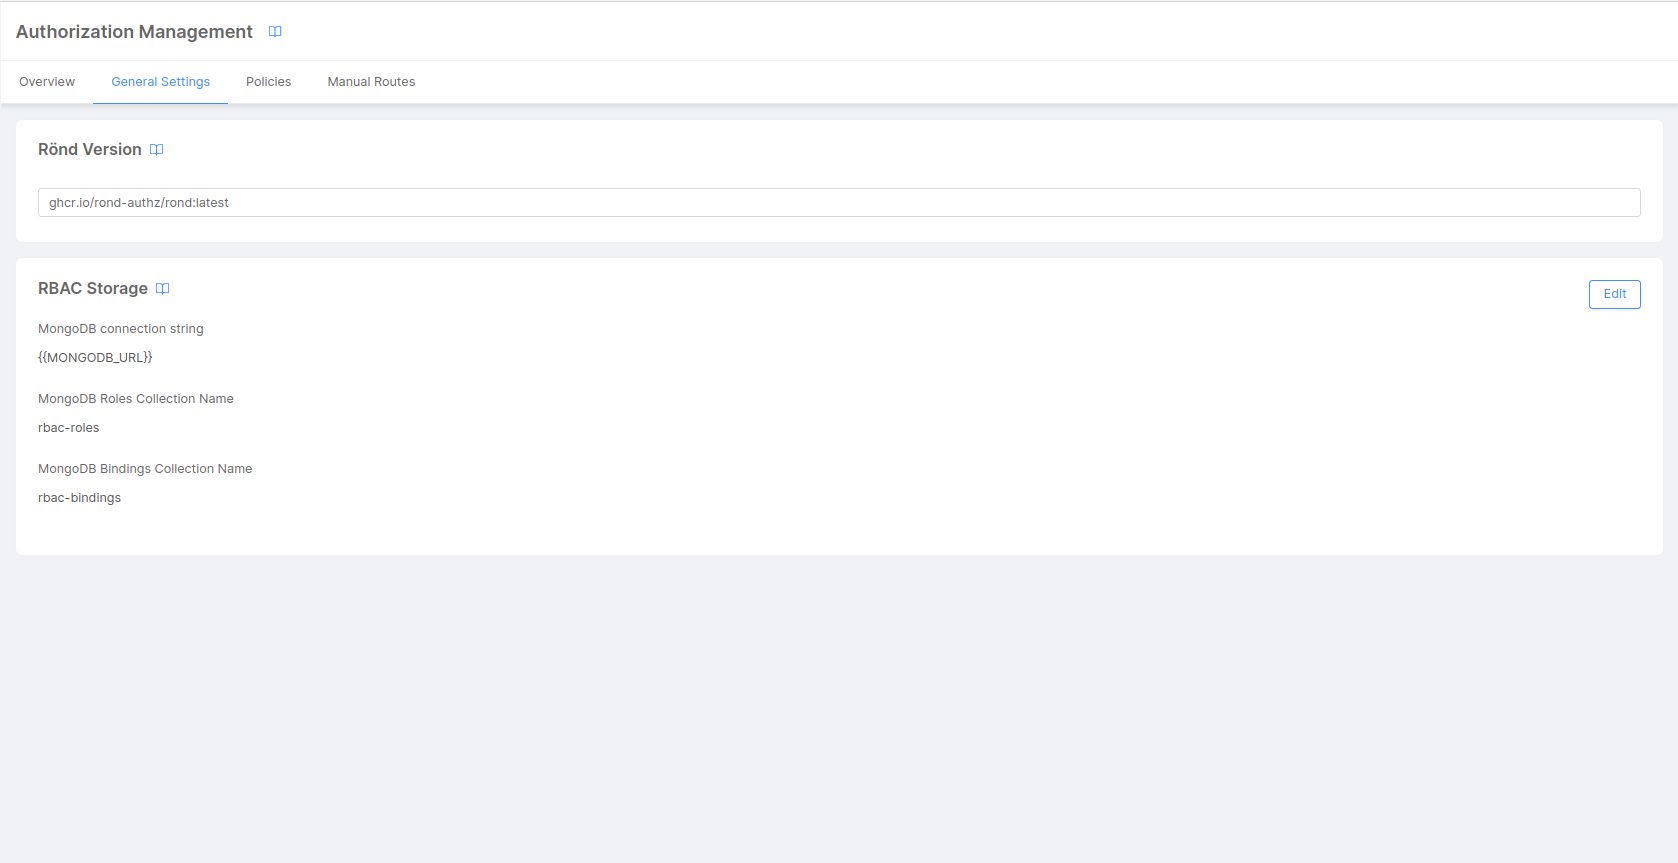 Authorization Management
Overview General Settings Policies Manual Routes
Rönd Version
ghcr.io/rond-authz/rond:latest
RBAC Storage
Edit
MongoDB connection string
{{MONGODB_URL}}
MongoDB Roles Collection Name
rbac-roles
MongoDB Bindings Collection Name
rbac-bindings